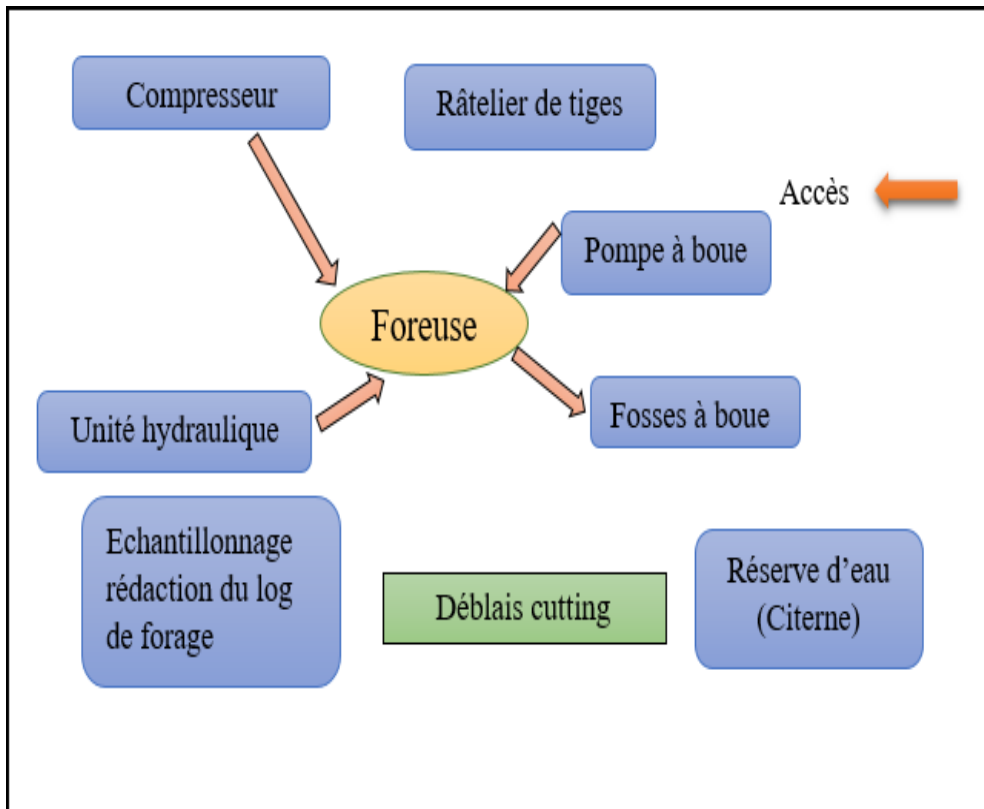 Compresseur
Râtelier de tiges
Accès
Pompe à boue
Foreuse
Unité hydraulique
Fosses à boue
Echantillonnage
rédaction du log
de forage
Déblais cutting
Réserve d’eau
(Citerne)